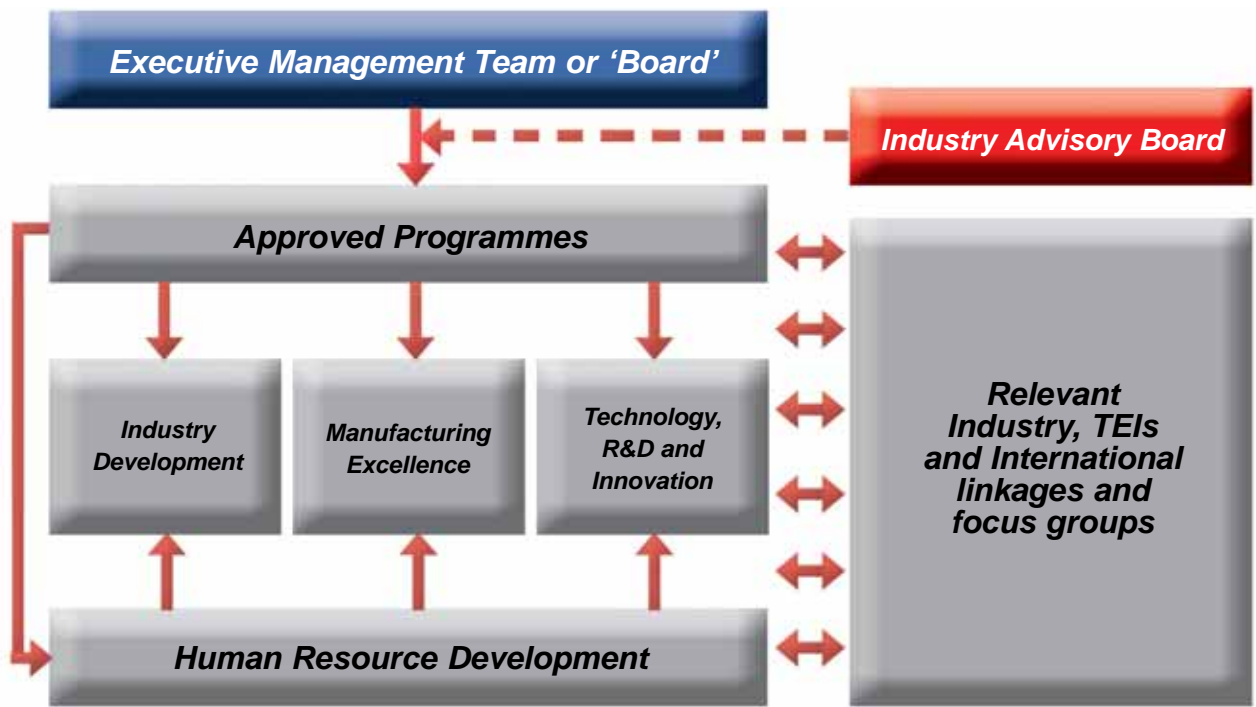 Executive Management Team or ‘Board’
Industry Advisory Board
Approved Programmes
Industry
Development
Manufacturing
Excellence
Technology,
R&D and
Innovation
Relevant
Industry, TEIs
and International
linkages and
focus groups
Human Resource Development